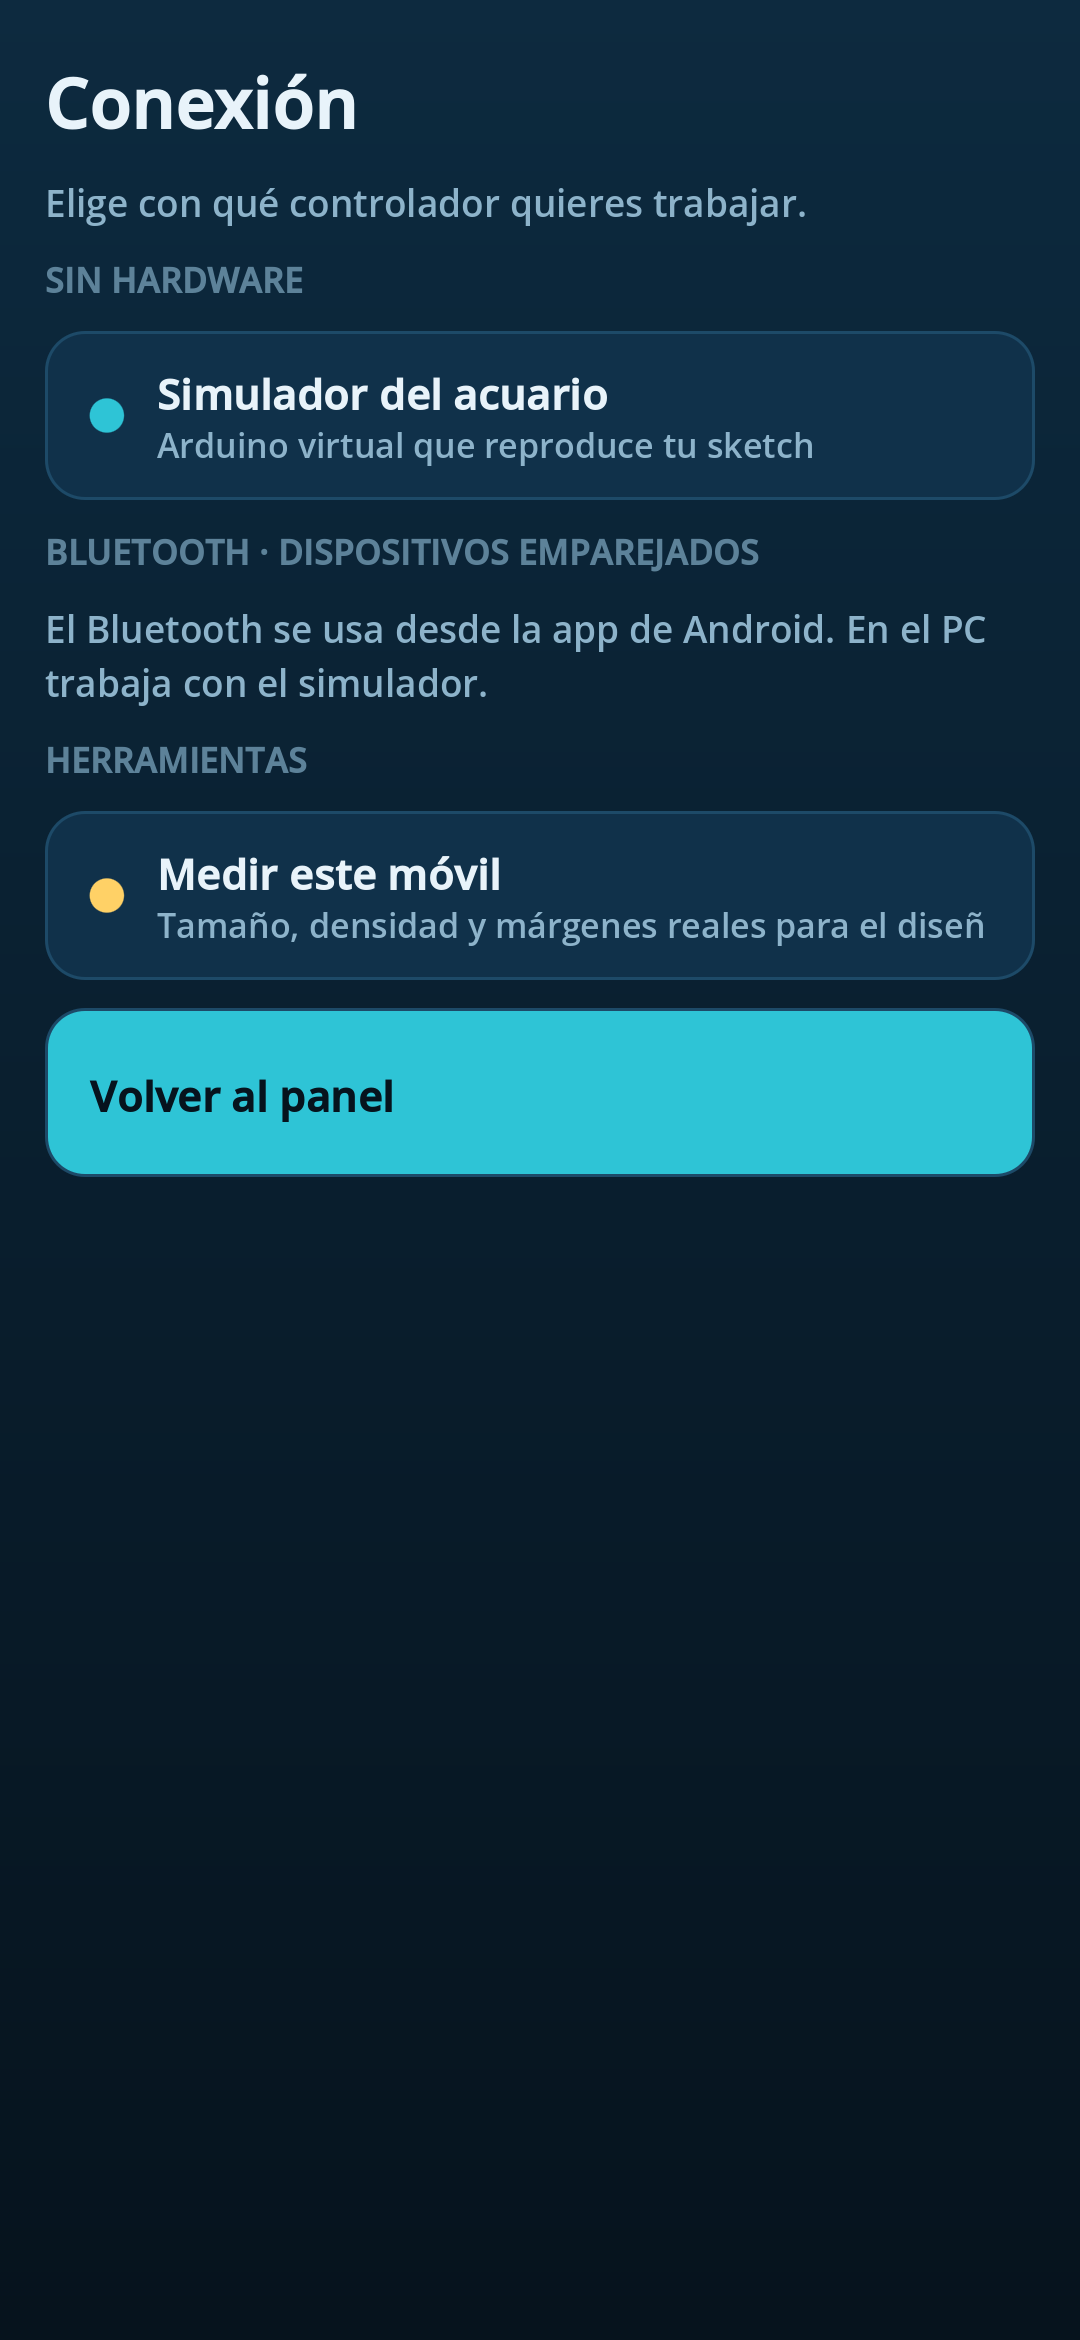 Conexión
Elige con qué controlador quieres trabajar.
SIN HARDWARE
Simulador del acuario
Arduino virtual que reproduce tu sketch
BLUETOOTH · DISPOSITIVOS EMPAREJADOS
El Bluetooth se usa desde la app de Android. En el PC
trabaja con el simulador.
HERRAMIENTAS
Medir este móvil
Tamaño, densidad y márgenes reales para el diseñ
Volver al panel